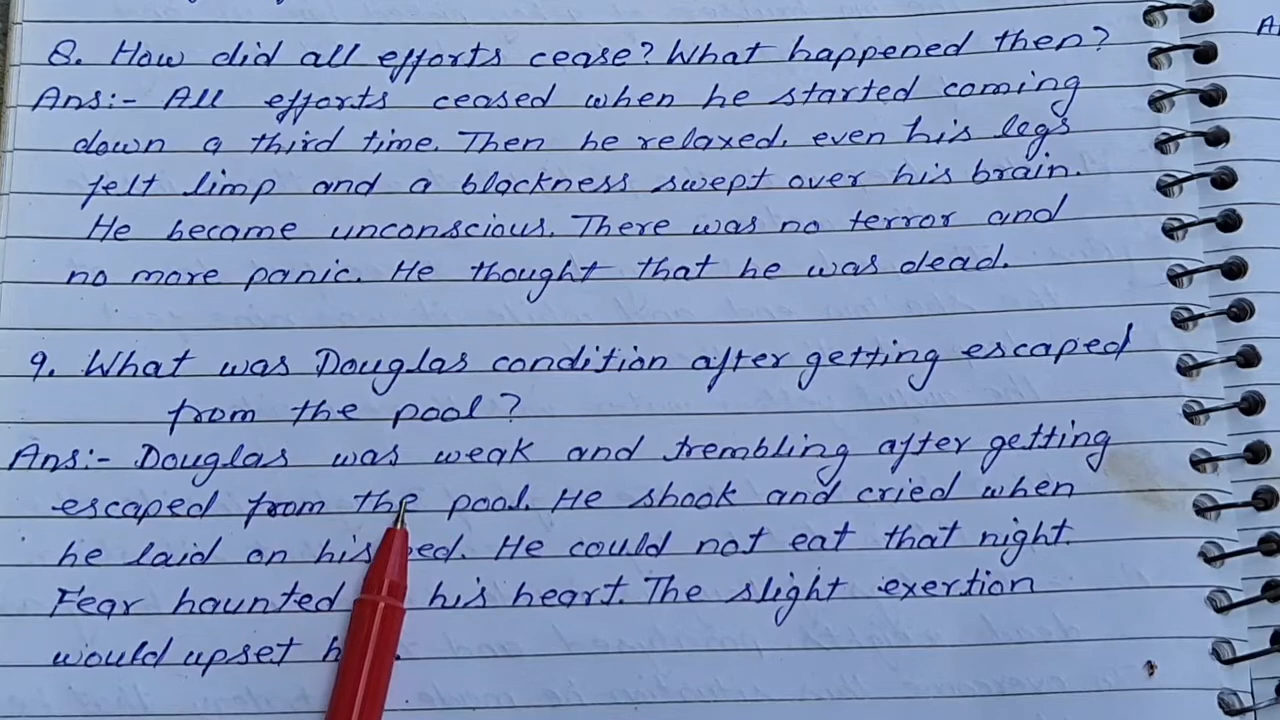 8. How did all efforts cease? What happened then?
Ans:- All efforts ceased when he started coming
down a third time. Then he relaxed, even his legs
felt limp and a blackness swept over his brain.
He became unconscious. There was no terror and
no more panic. He thought that he was dead.
9. What was Douglas condition after getting escaped
from the pool?
Ans:- Douglas was weak and trembling after getting
escaped from the pool. He shook and cried when
he laid on his bed. He could not eat that night.
Fear haunted his heart. The slight exertion
would upset